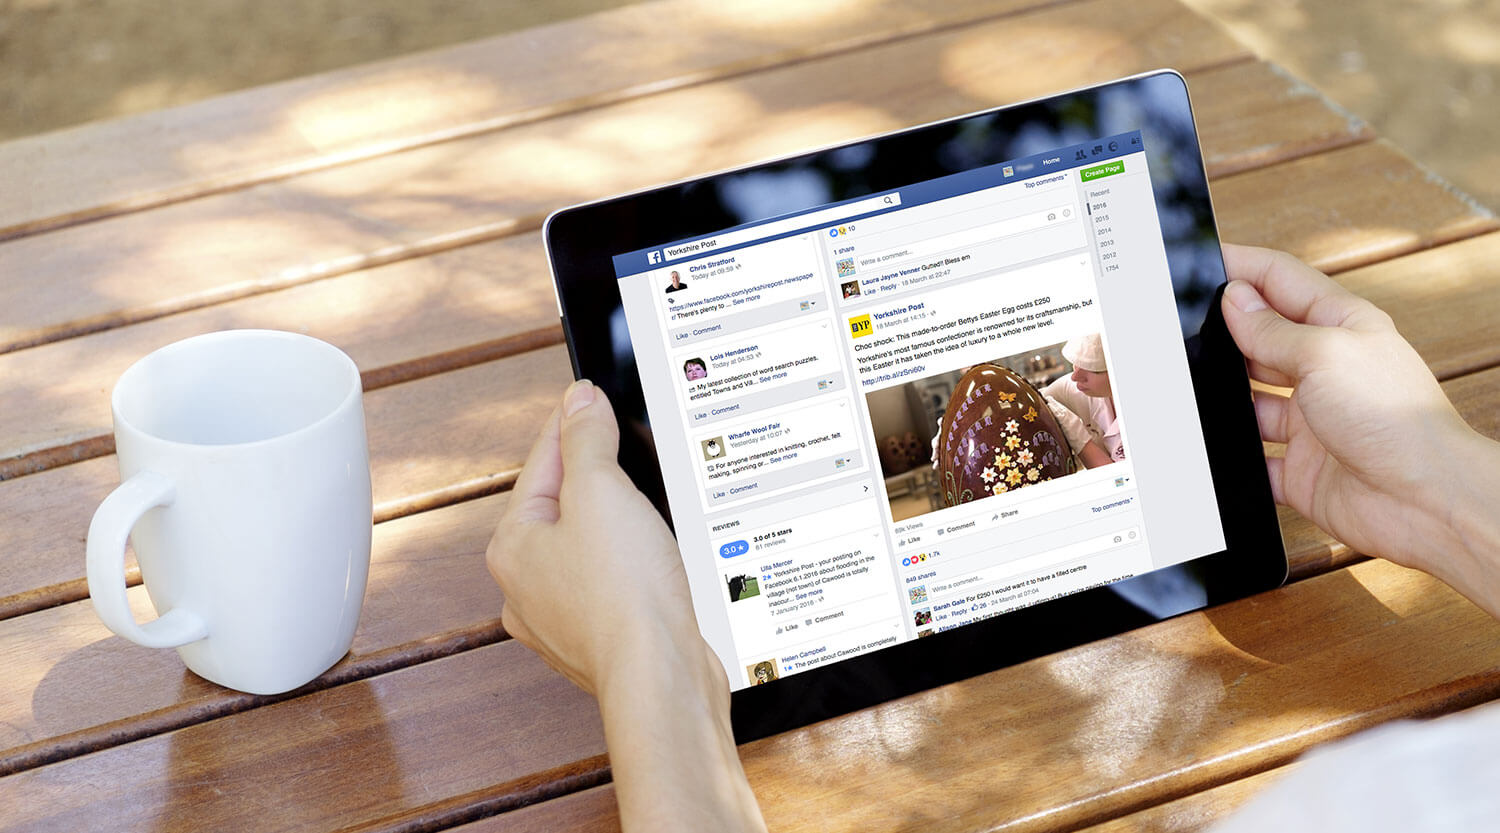 f
Yorkshire Post
Home
Chris Stratford
Today at 09:59
https://www.facebook.com/yorkshirepost.newspape
r/ There's plenty to ... See more
Like · Comment
Lois Henderson
Today at 04:53
My latest collection of word search puzzles,
entitled Towns and Vill... See more
Like · Comment
Wharfe Wool Fair
Yesterday at 10:07
For anyone interested in knitting, crochet, felt
making, spinning or... See more
Like · Comment
REVIEWS
3.0 ★
3.0 of 5 stars
81 reviews
Ulla Mercer
2★ Yorkshire Post - your posting on
Facebook 6.1.2016 about flooding in the
village (not town) of Cawood is totally
inaccur... See more
7 January 2016
Like Comment
Helen Campbell
1★ The post about Cawood is completely
Top comments
10
1 share
Write a comment...
Laura Jayne Venner Gutted!! Bless em
Like · Reply · 18 March at 22:47
YP
Yorkshire Post
18 March at 14:15
Choc shock: This made-to-order Bettys Easter Egg costs £250
Yorkshire's most famous confectioner is renowned for its craftsmanship, but
this Easter it has taken the idea of luxury to a whole new level.
http://trib.al/zSni60v
Views
Like Comment Share
Top comments
1.7k
849 shares
Write a comment...
Sarah Gale For £250 I would want it to have a filled centre
Like · Reply · 26 · 24 March at 07:04
Alison Jane My first thought was
Create Page
Recent
2016
2015
2014
2013
2012
1754